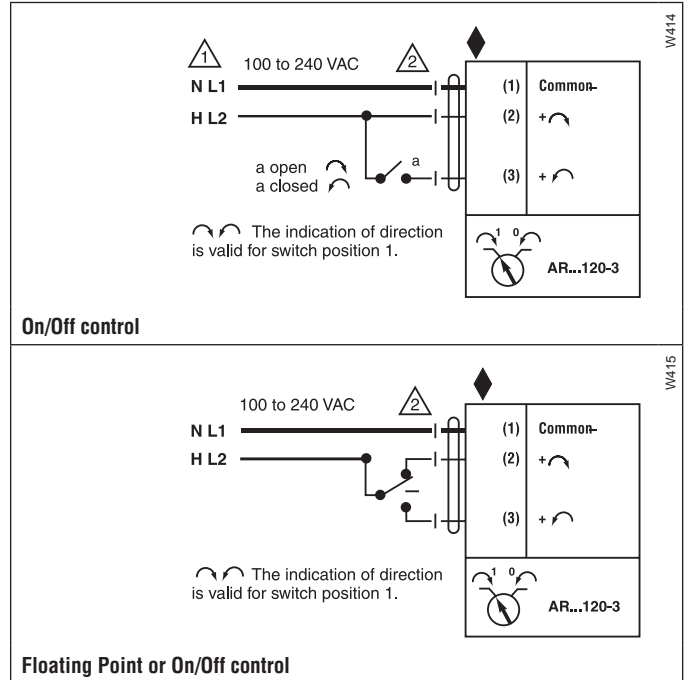 W414
1
100 to 240 VAC
2
N L1
(1) Common-
H L2
(2) +
a open
a
a closed
(3) +
The indication of direction
is valid for switch position 1.
1 0
AR...120-3
On/Off control
W415
100 to 240 VAC
2
N L1
(1) Common-
H L2
(2) +
(3) +
The indication of direction
is valid for switch position 1.
1 0
AR...120-3
Floating Point or On/Off control